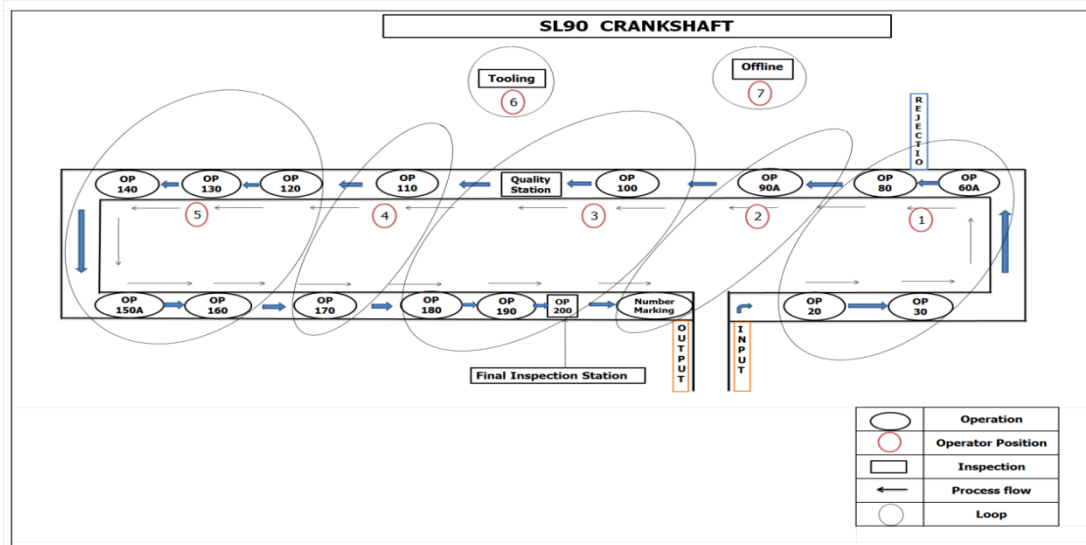 SL90 CRANKSHAFT
Tooling
6
Offline
7
REJECTIO
OP
140
OP
130
OP
120
OP
110
Quality
Station
OP
100
OP
90A
OP
80
OP
60A
5
4
3
2
1
OP
150A
OP
160
OP
170
OP
180
OP
190
OP
200
Number
Marking
OP
20
OP
30
OUTPUT
INPUT
Final Inspection Station
Operation
Operator Position
Inspection
Process flow
Loop